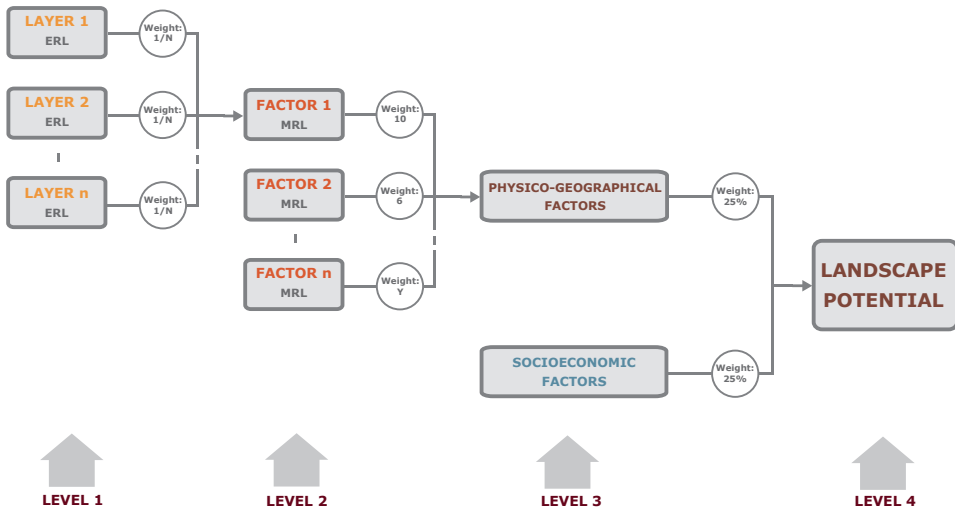 LAYER 1
ERL
Weight:
1/N
LAYER 2
ERL
Weight:
1/N
LAYER n
ERL
Weight:
1/N
FACTOR 1
MRL
Weight:
10
FACTOR 2
MRL
Weight:
6
FACTOR n
MRL
Weight:
Y
PHYSICO-GEOGRAPHICAL
FACTORS
Weight:
25%
SOCIOECONOMIC
FACTORS
Weight:
25%
LANDSCAPE
POTENTIAL
LEVEL 1
LEVEL 2
LEVEL 3
LEVEL 4